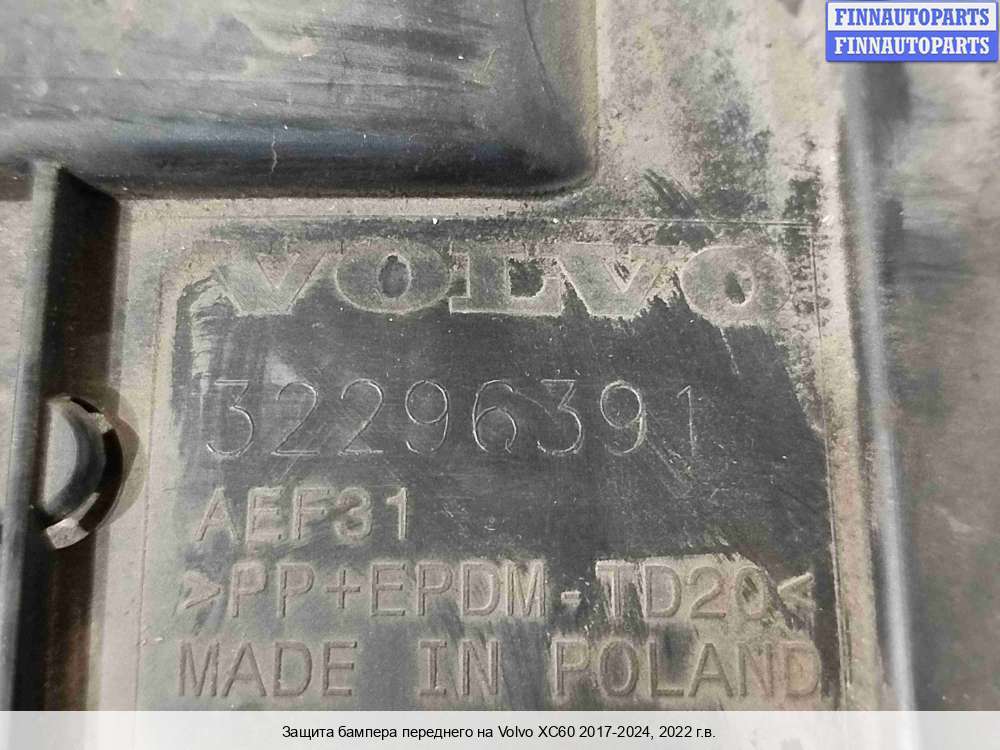 FINNAUTOPARTS
FINNAUTOPARTS
VOLVO
32296391
AEF31
>PP+EPDM-TD20<
MADE IN POLAND
Защита бампера переднего на Volvo XC60 2017-2024, 2022 г.в.